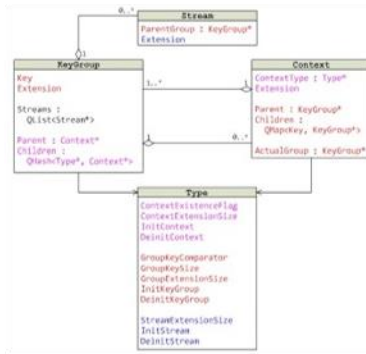 0..*
Stream
ParentGroup : KeyGroup*
Extension
1
KeyGroup
Key
Extension
Streams :
QList<Stream*>
Parent : Context*
Children :
QHash<Type*, Context*>
1..*
1
1
0..*
Context
ContextType : Type*
Extension
Parent : KeyGroup*
Children :
QMap<Key, KeyGroup*>
ActualGroup : KeyGroup*
Type
ContextExistenceFlag
ContextExtensionSize
InitContext
DeinitContext
GroupKeyComparator
GroupKeySize
GroupExtensionSize
InitKeyGroup
DeinitKeyGroup
StreamExtensionSize
InitStream
DeinitStream